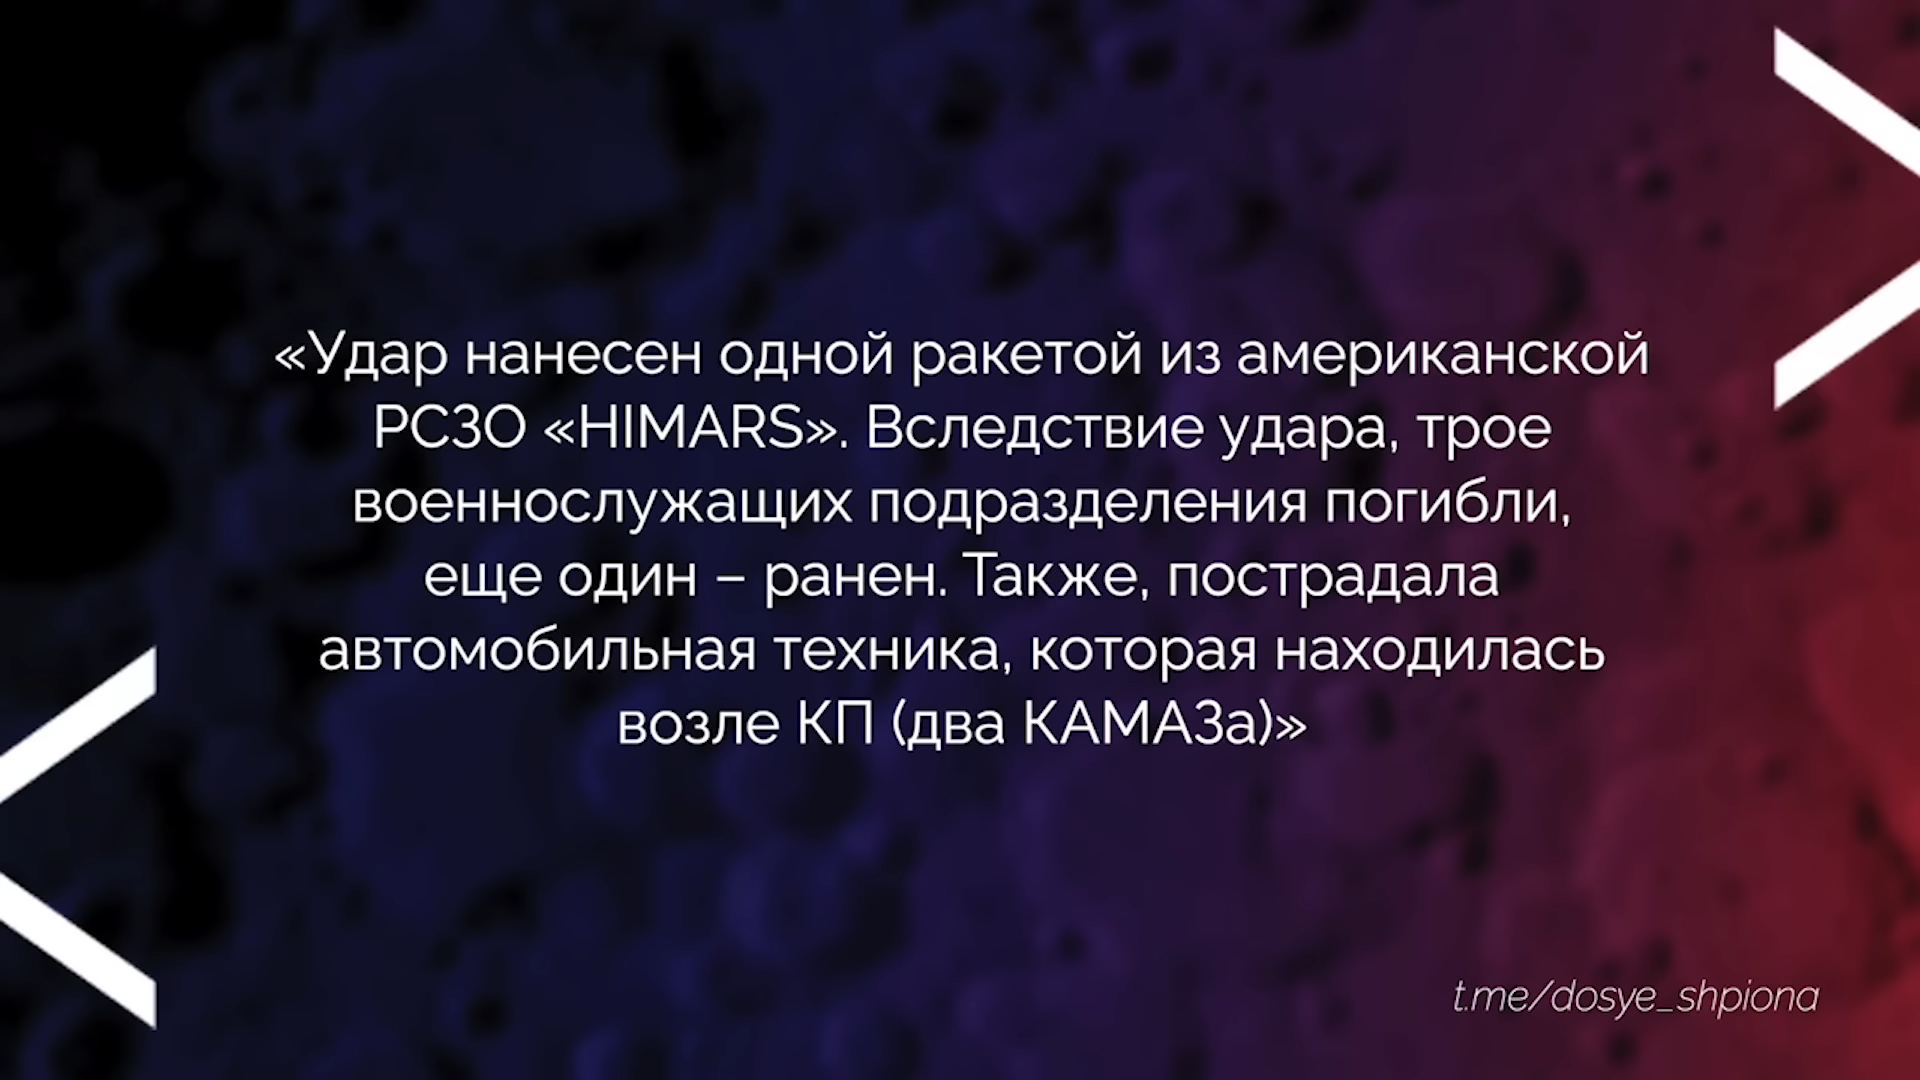 «Удар нанесен одной ракетой из американской
РСЗО «HIMARS». Вследствие удара, трое
военнослужащих подразделения погибли,
еще один – ранен. Также, пострадала
автомобильная техника, которая находилась
возле КП (два КАМАЗа)»
t.me/dosye_shpiona